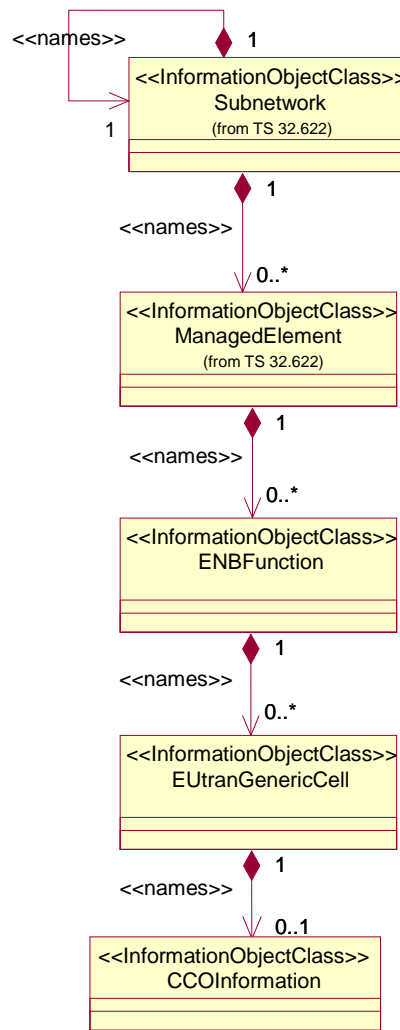 <<names>>
1
1
<<InformationObjectClass>>
Subnetwork
(from TS 32.622)
1
<<names>>
0..*
<<InformationObjectClass>>
ManagedElement
(from TS 32.622)
1
<<names>>
0..*
<<InformationObjectClass>>
ENBFunction
1
<<names>>
0..*
<<InformationObjectClass>>
EUtranGenericCell
1
<<names>>
0..1
<<InformationObjectClass>>
CCOInformation